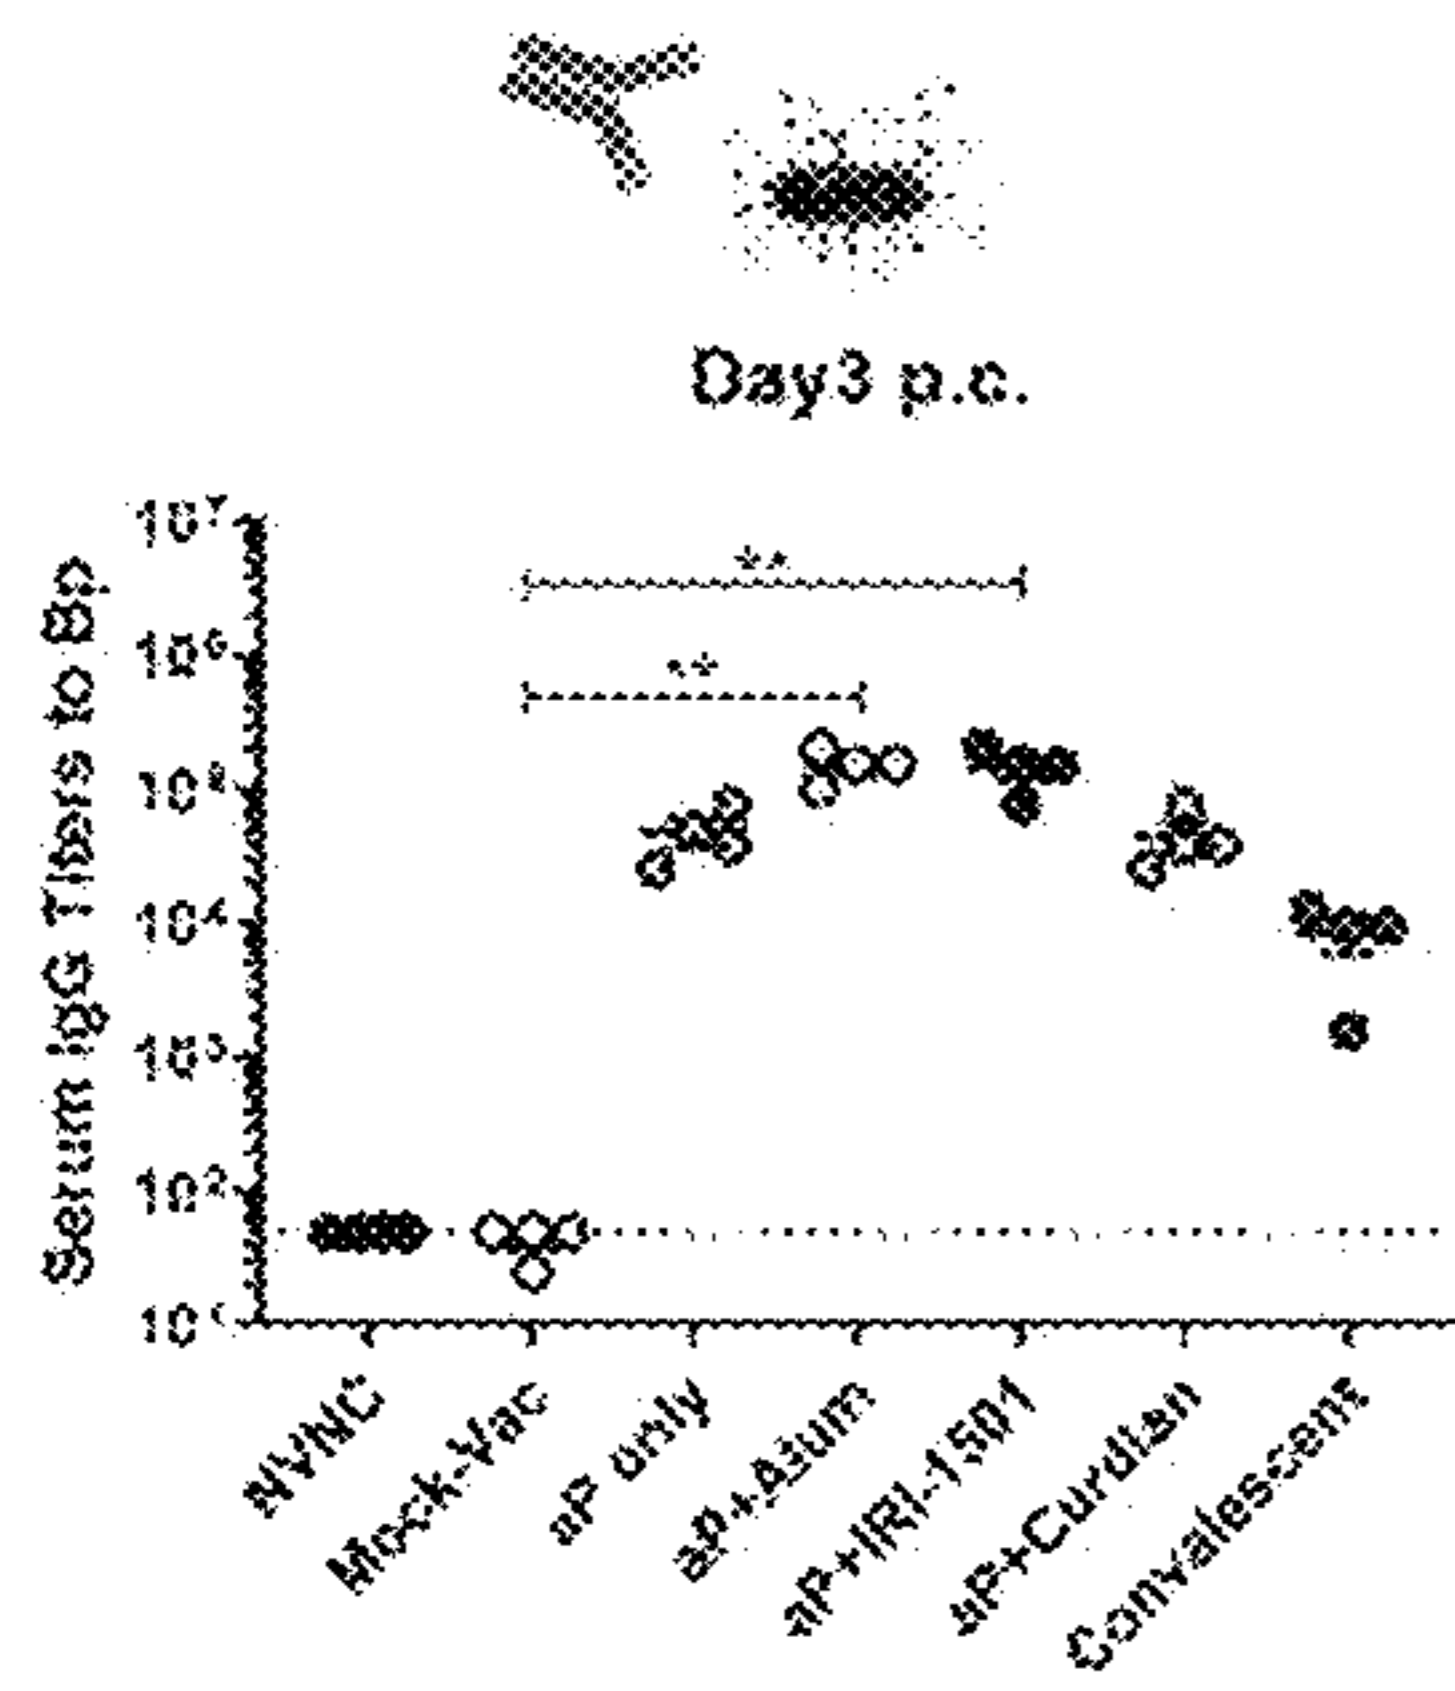 Day3 p.c.
Serum IgG Titers to Bp
10⁷
10⁶
10⁵
10⁴
10³
10²
10¹
**
**
NVNC
Mock-Vac
aP only
aP+Alum
aP+IRI-1501
aP+Curdlan
Convalescent